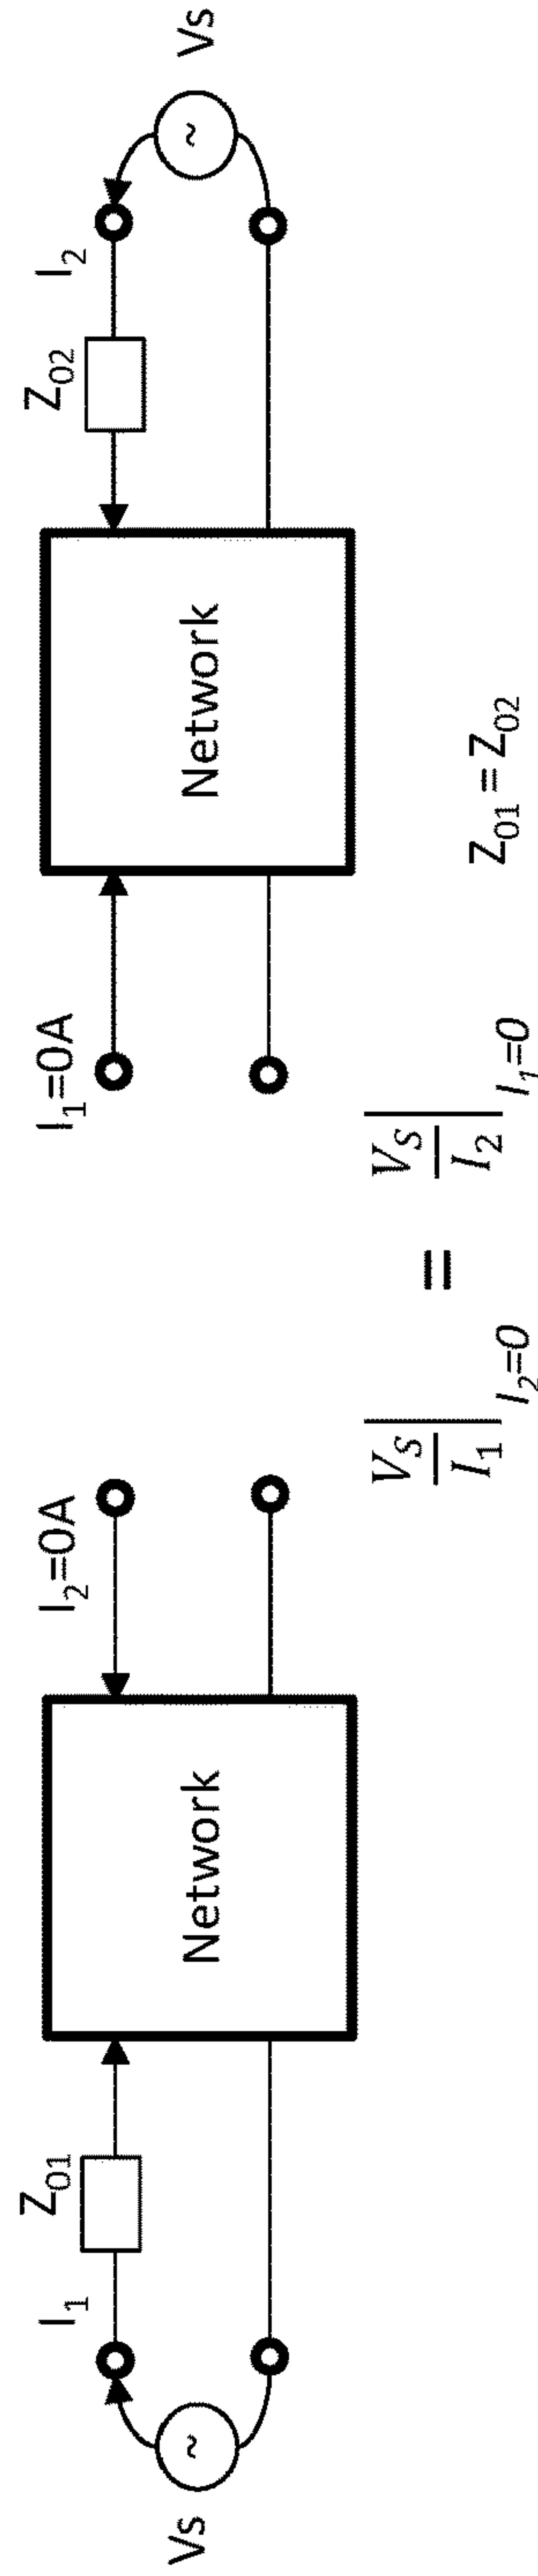 I₁ Z₀₁ I₂=0A I₁=0A Z₀₂ I₂
Vs Network Network Vs
Vs/I₁|I₂=0 = Vs/I₂|I₁=0 Z₀₁ = Z₀₂